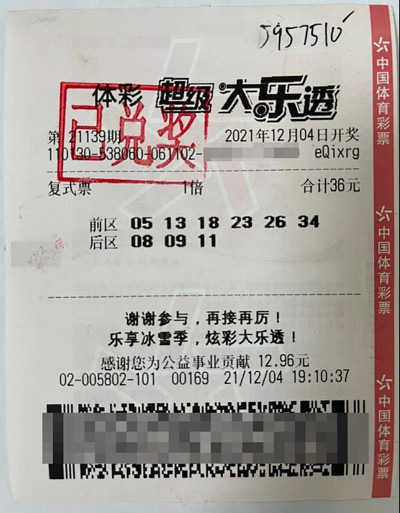 5957510
体彩 超级大乐透
已兑奖
第 21139期 2021年12月04日开奖
110130-538060-061102- eQixrg
复式票 1倍 合计36元
前区 05 13 18 23 26 34
后区 08 09 11
谢谢参与，再接再厉！
乐享冰雪季，炫彩大乐透！
感谢您为公益事业贡献 12.96元
02-005802-101 00169 21/12/04 19:10:37
中国体育彩票
中国体育彩票
中国体育彩票